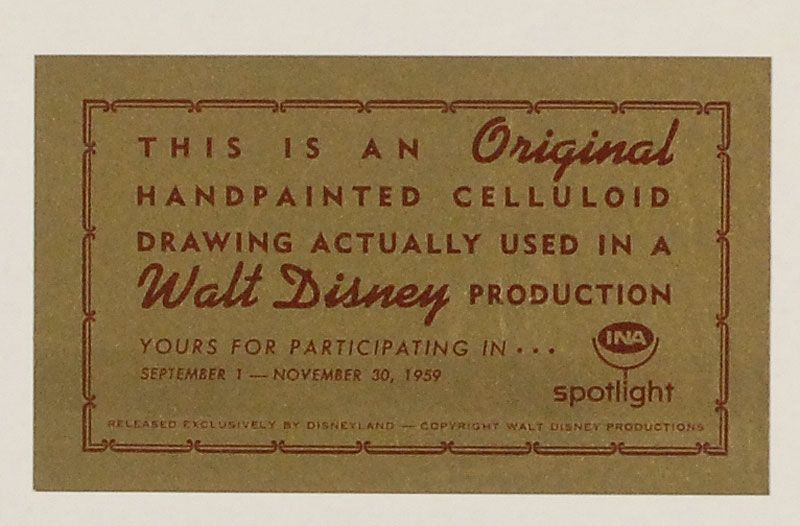 THIS IS AN Original
HANDPAINTED CELLULOID
DRAWING ACTUALLY USED IN A
Walt Disney PRODUCTION
YOURS FOR PARTICIPATING IN...
SEPTEMBER 1 — NOVEMBER 30, 1959
INA
spotlight
RELEASED EXCLUSIVELY BY DISNEYLAND — COPYRIGHT WALT DISNEY PRODUCTIONS